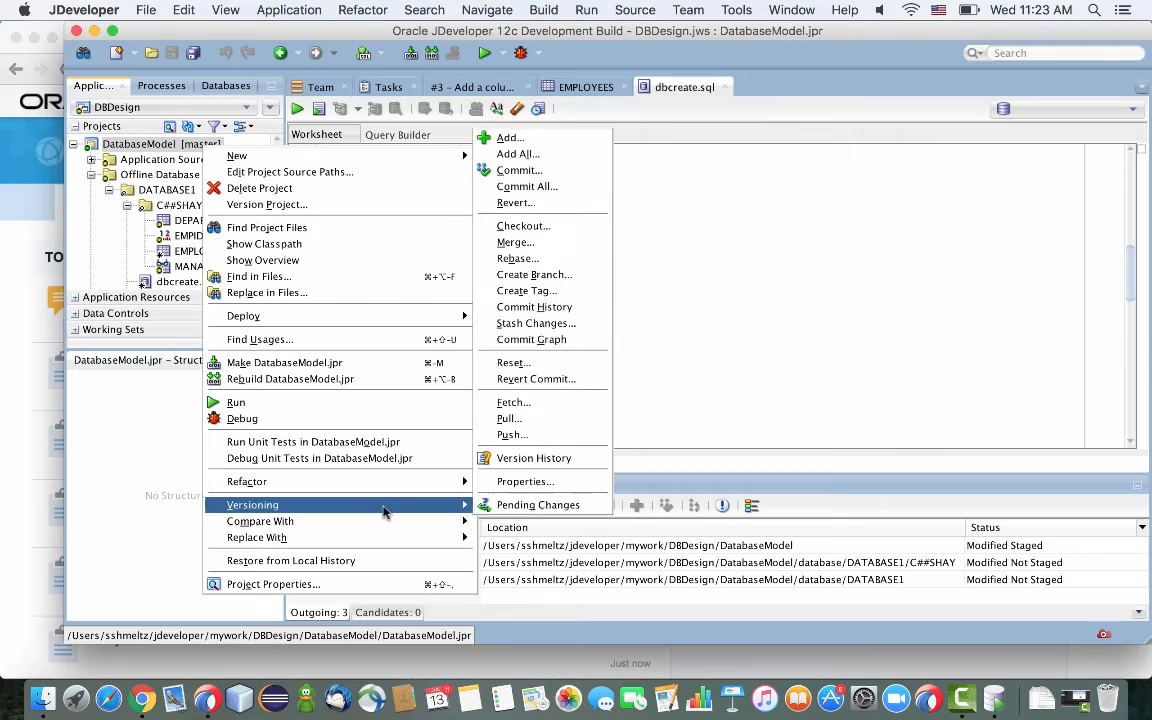 JDeveloper File Edit View Application Refactor Search Navigate Build Run Source Team Tools Window Help Wed 11:23 AM
Oracle JDeveloper 12c Development Build - DBDesign.jws : DatabaseModel.jpr
Search
Applic... Processes Databases Team Tasks #3 - Add a colu... EMPLOYEES dbcreate.sql
DBDesign
Projects
Worksheet Query Builder
DatabaseModel [master]
Application Sour
Offline Database
DATABASE1
C##SHAY
DEPAR
EMPID
EMPLO
MANA
dbcreate.
Application Resources
Data Controls
Working Sets
DatabaseModel.jpr - Struct
No Structur
New
Edit Project Source Paths...
Delete Project
Version Project...
Find Project Files
Show Classpath
Show Overview
Find in Files... ⌘+⌥-F
Replace in Files...
Deploy
Find Usages... ⌘+⇧-U
Make DatabaseModel.jpr ⌘-M
Rebuild DatabaseModel.jpr ⌘+⌥-B
Run
Debug
Run Unit Tests in DatabaseModel.jpr
Debug Unit Tests in DatabaseModel.jpr
Refactor
Versioning
Compare With
Replace With
Restore from Local History
Project Properties... ⌘+⇧-,
Add...
Add All...
Commit...
Commit All...
Revert...
Checkout...
Merge...
Rebase...
Create Branch...
Create Tag...
Commit History
Stash Changes...
Commit Graph
Reset...
Revert Commit...
Fetch...
Pull...
Push...
Version History
Properties...
Pending Changes
Location Status
/Users/sshmeltz/jdeveloper/mywork/DBDesign/DatabaseModel Modified Staged
/Users/sshmeltz/jdeveloper/mywork/DBDesign/DatabaseModel/database/DATABASE1/C##SHAY Modified Not Staged
/Users/sshmeltz/jdeveloper/mywork/DBDesign/DatabaseModel/database/DATABASE1 Modified Not Staged
Outgoing: 3 Candidates: 0
/Users/sshmeltz/jdeveloper/mywork/DBDesign/DatabaseModel/DatabaseModel.jpr
OR
TO
Just now
13